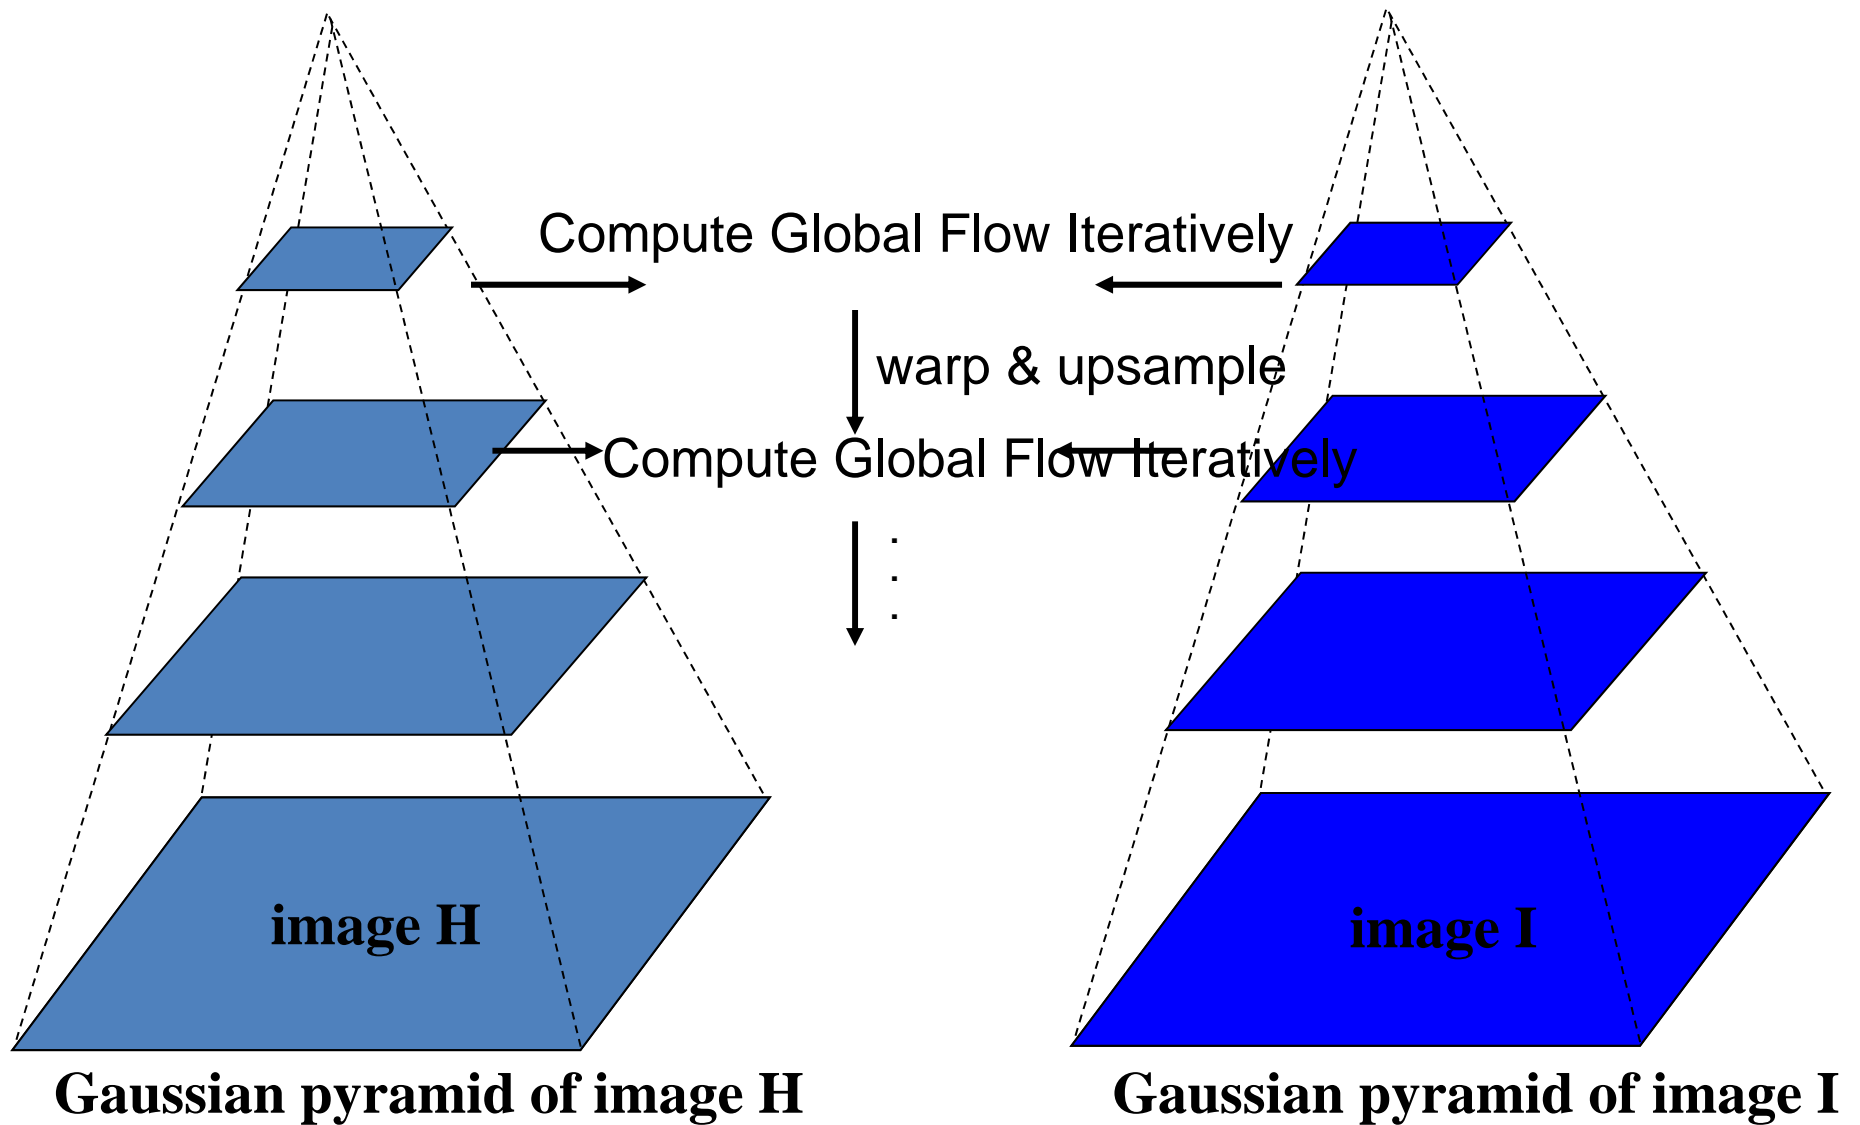 Compute Global Flow Iteratively
warp & upsample
Compute Global Flow Iteratively
.
.
.
image H
image I
Gaussian pyramid of image H
Gaussian pyramid of image I